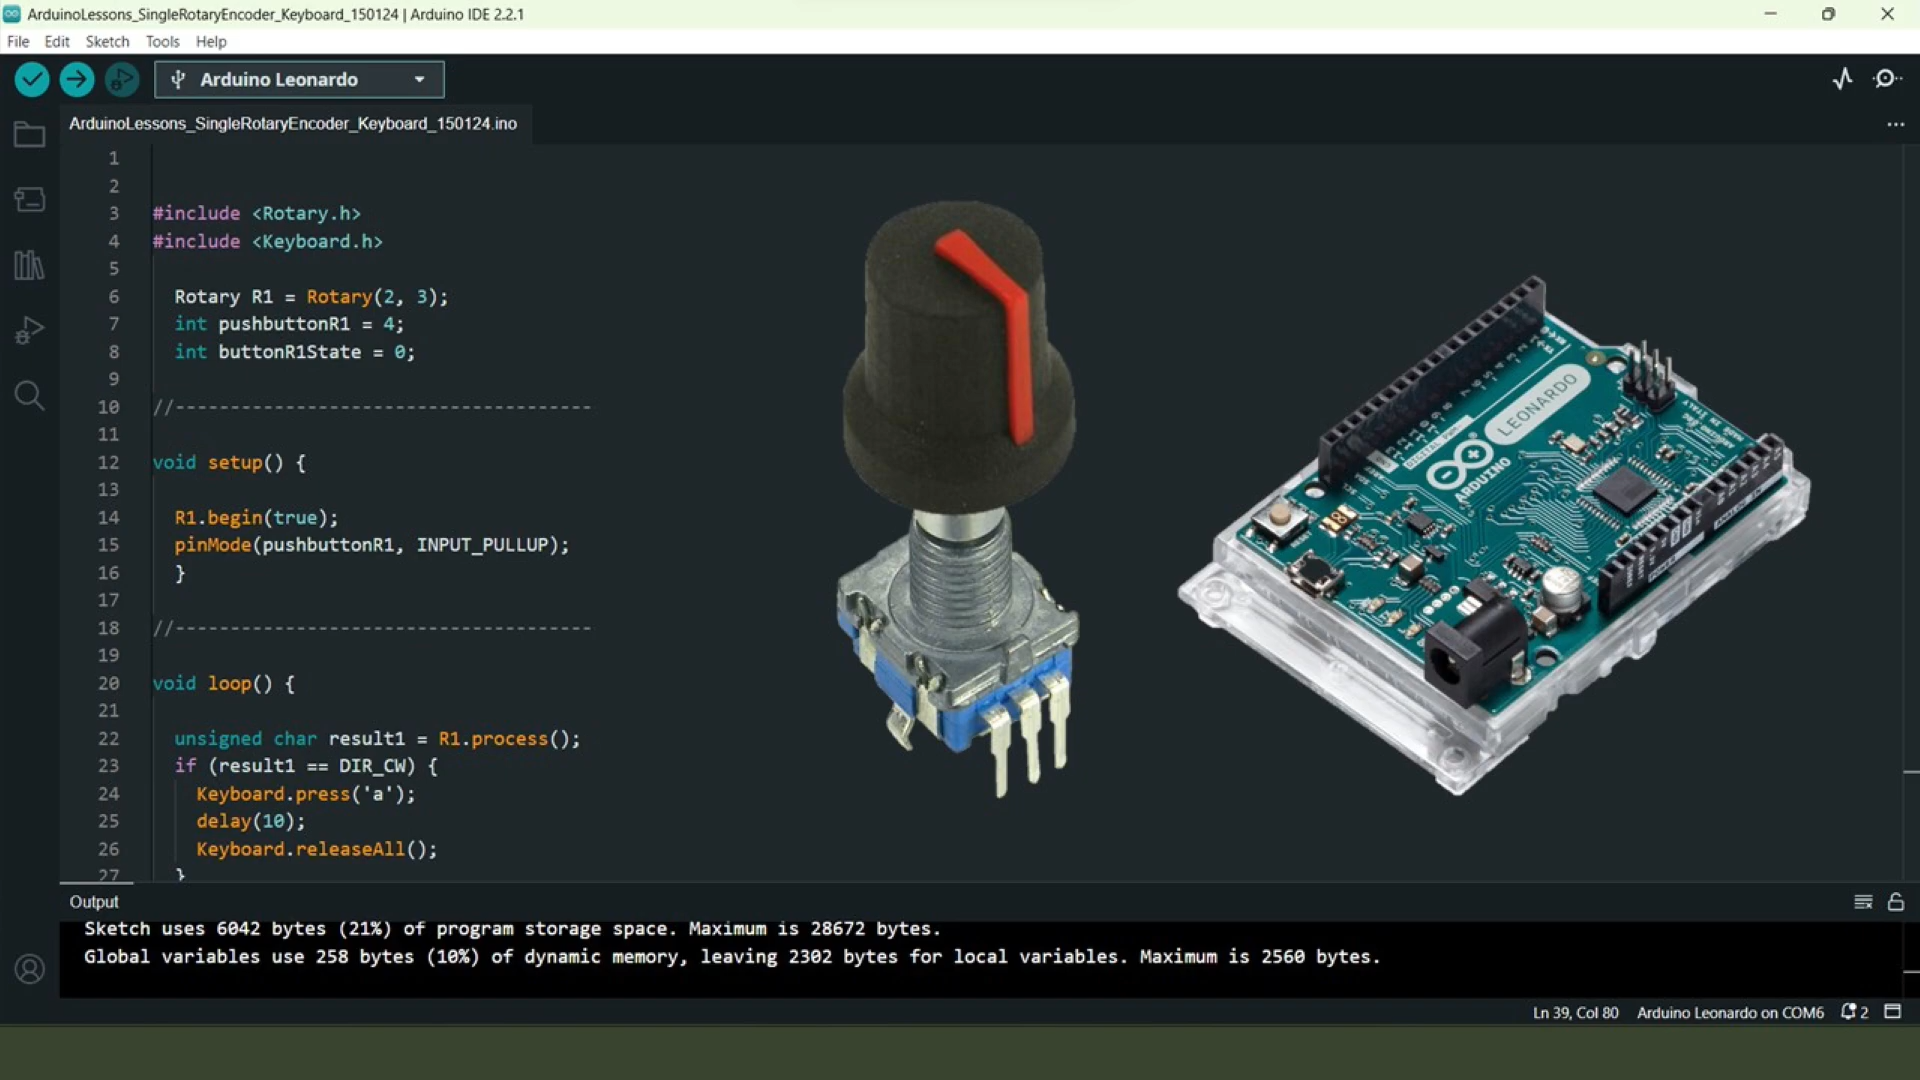 ArduinoLessons_SingleRotaryEncoder_Keyboard_150124 | Arduino IDE 2.2.1
File Edit Sketch Tools Help
Arduino Leonardo
ArduinoLessons_SingleRotaryEncoder_Keyboard_150124.ino
1
2
3 #include <Rotary.h>
4 #include <Keyboard.h>
5
6 Rotary R1 = Rotary(2, 3);
7 int pushbuttonR1 = 4;
8 int buttonR1State = 0;
9
10 //--------------------------------------
11
12 void setup() {
13
14 R1.begin(true);
15 pinMode(pushbuttonR1, INPUT_PULLUP);
16 }
17
18 //--------------------------------------
19
20 void loop() {
21
22 unsigned char result1 = R1.process();
23 if (result1 == DIR_CW) {
24 Keyboard.press('a');
25 delay(10);
26 Keyboard.releaseAll();
27 }
LEONARDO
ARDUINO
Output
Sketch uses 6042 bytes (21%) of program storage space. Maximum is 28672 bytes.
Global variables use 258 bytes (10%) of dynamic memory, leaving 2302 bytes for local variables. Maximum is 2560 bytes.
Ln 39, Col 80 Arduino Leonardo on COM6 2